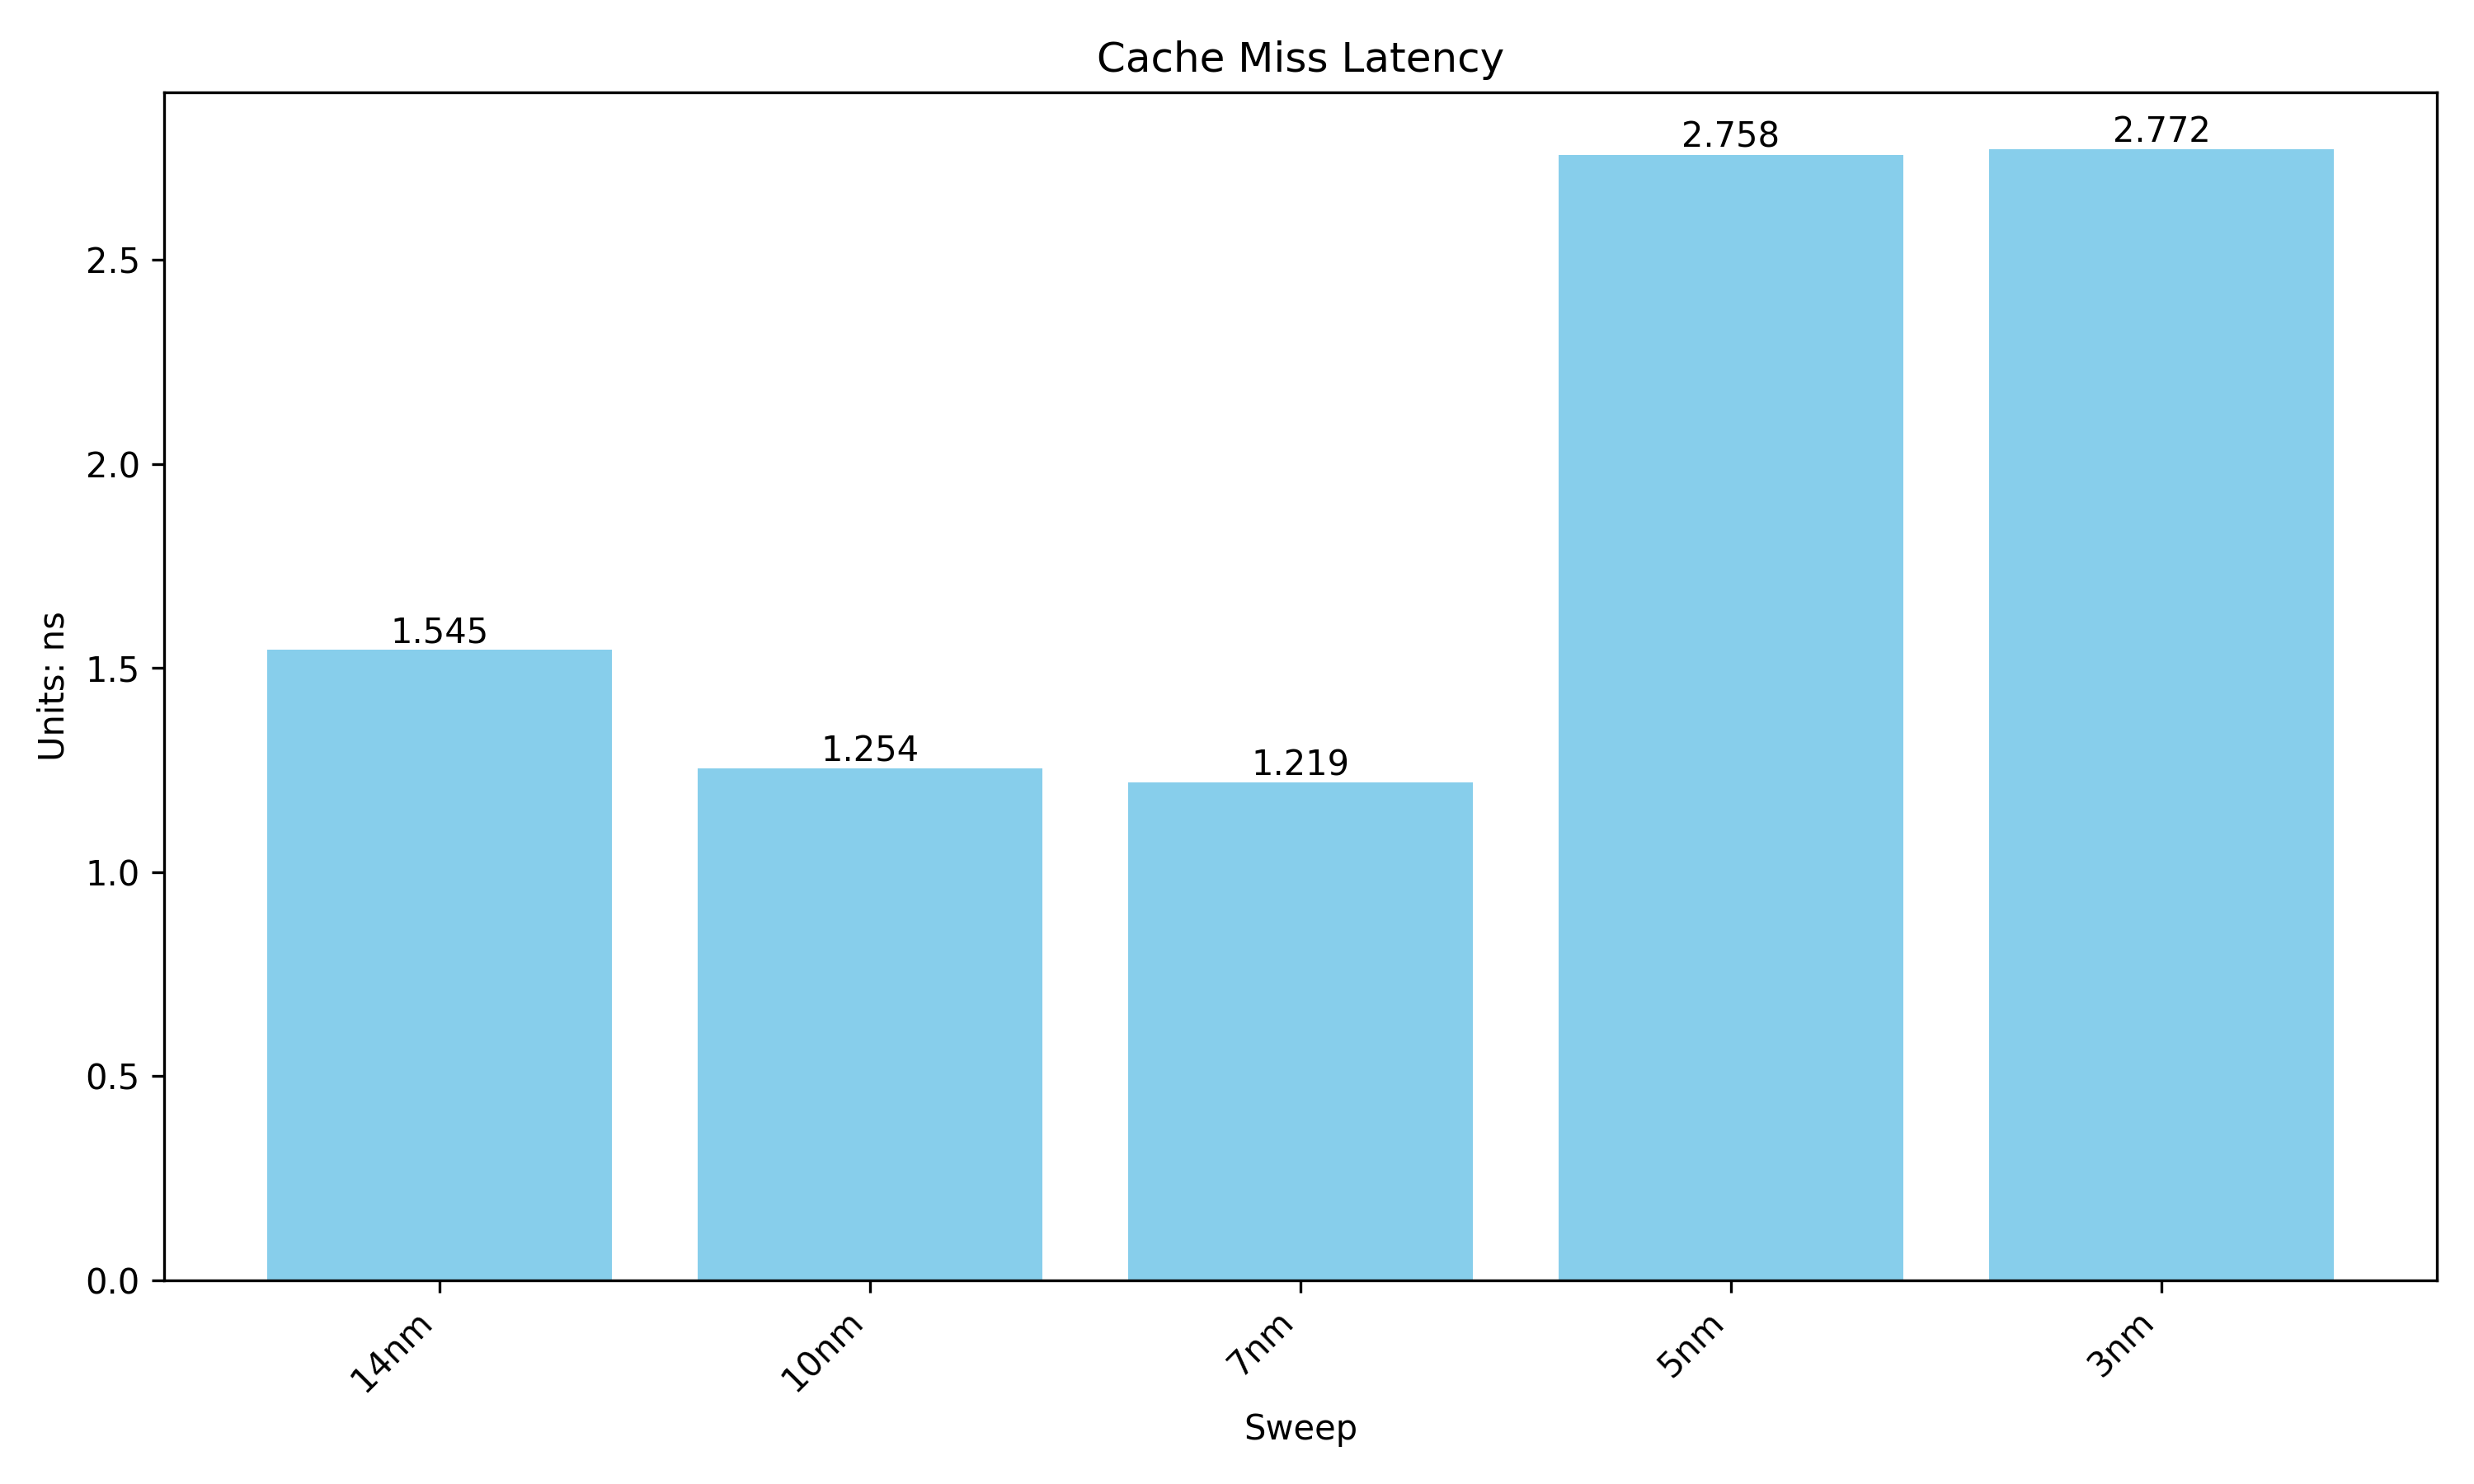 Cache Miss Latency
Units: ns
2.5
2.0
1.5
1.0
0.5
0.0
1.545
1.254
1.219
2.758
2.772
14nm
10nm
7nm
5nm
3nm
Sweep